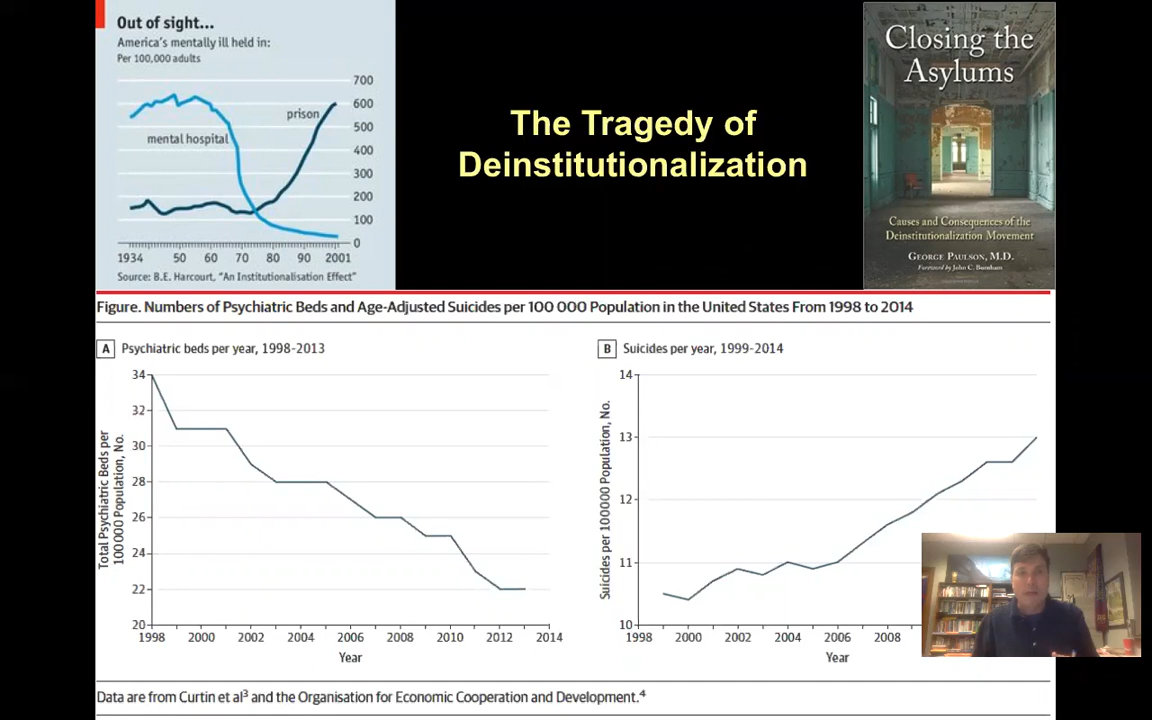 Out of sight...
America's mentally ill held in:
Per 100,000 adults
700
600
500
400
300
200
100
0
prison
mental hospital
1934 50 60 70 80 90 2001
Source: B.E. Harcourt, "An Institutionalisation Effect"
The Tragedy of
Deinstitutionalization
Closing the
Asylums
Causes and Consequences of the
Deinstitutionalization Movement
GEORGE PAULSON, M.D.
Foreword by John C. Burnham
Figure. Numbers of Psychiatric Beds and Age-Adjusted Suicides per 100 000 Population in the United States From 1998 to 2014
A Psychiatric beds per year, 1998-2013
34
32
30
28
26
24
22
20
Total Psychiatric Beds per
100 000 Population, No.
1998 2000 2002 2004 2006 2008 2010 2012 2014
Year
B Suicides per year, 1999-2014
14
13
12
11
10
Suicides per 100 000 Population, No.
1998 2000 2002 2004 2006 2008
Year
Data are from Curtin et al³ and the Organisation for Economic Cooperation and Development.⁴